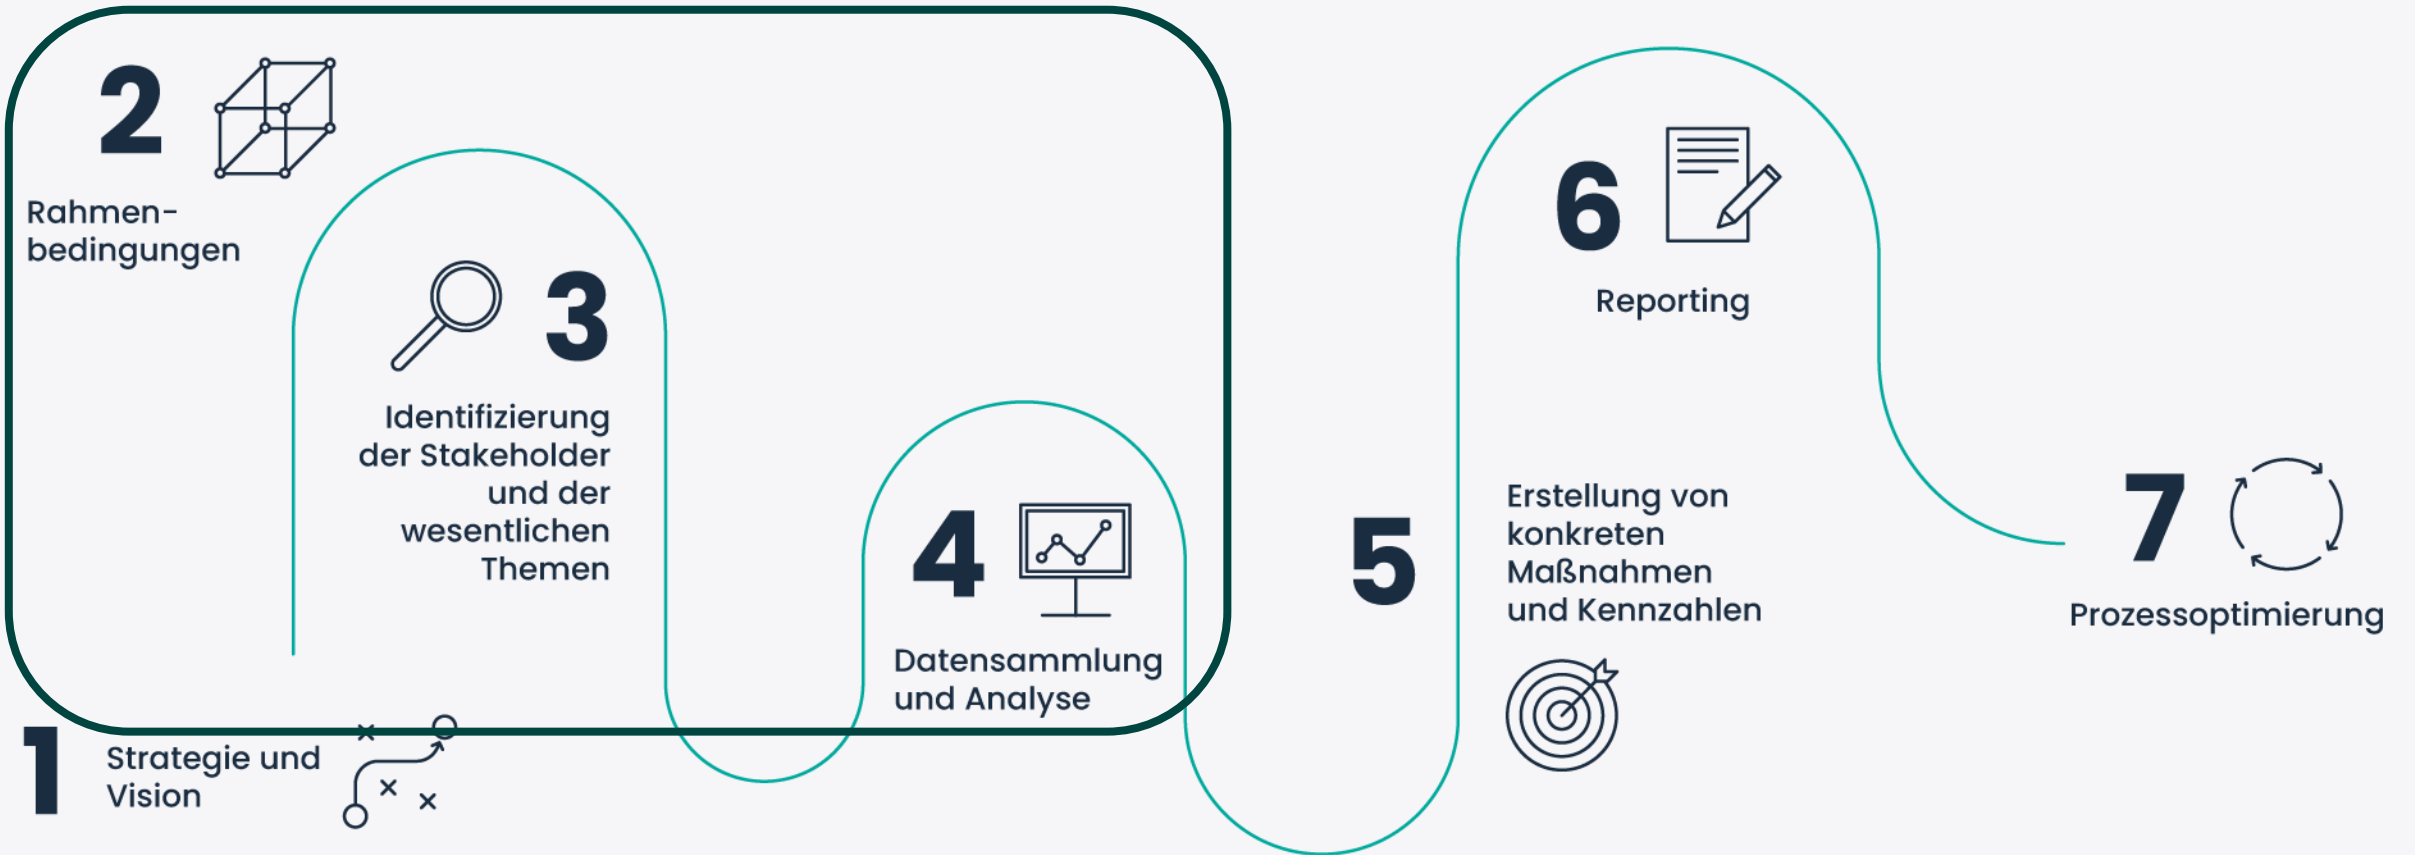 1
Strategie und
Vision
2
Rahmen-
bedingungen
3
Identifizierung
der Stakeholder
und der
wesentlichen
Themen
4
Datensammlung
und Analyse
5
Erstellung von
konkreten
Maßnahmen
und Kennzahlen
6
Reporting
7
Prozessoptimierung